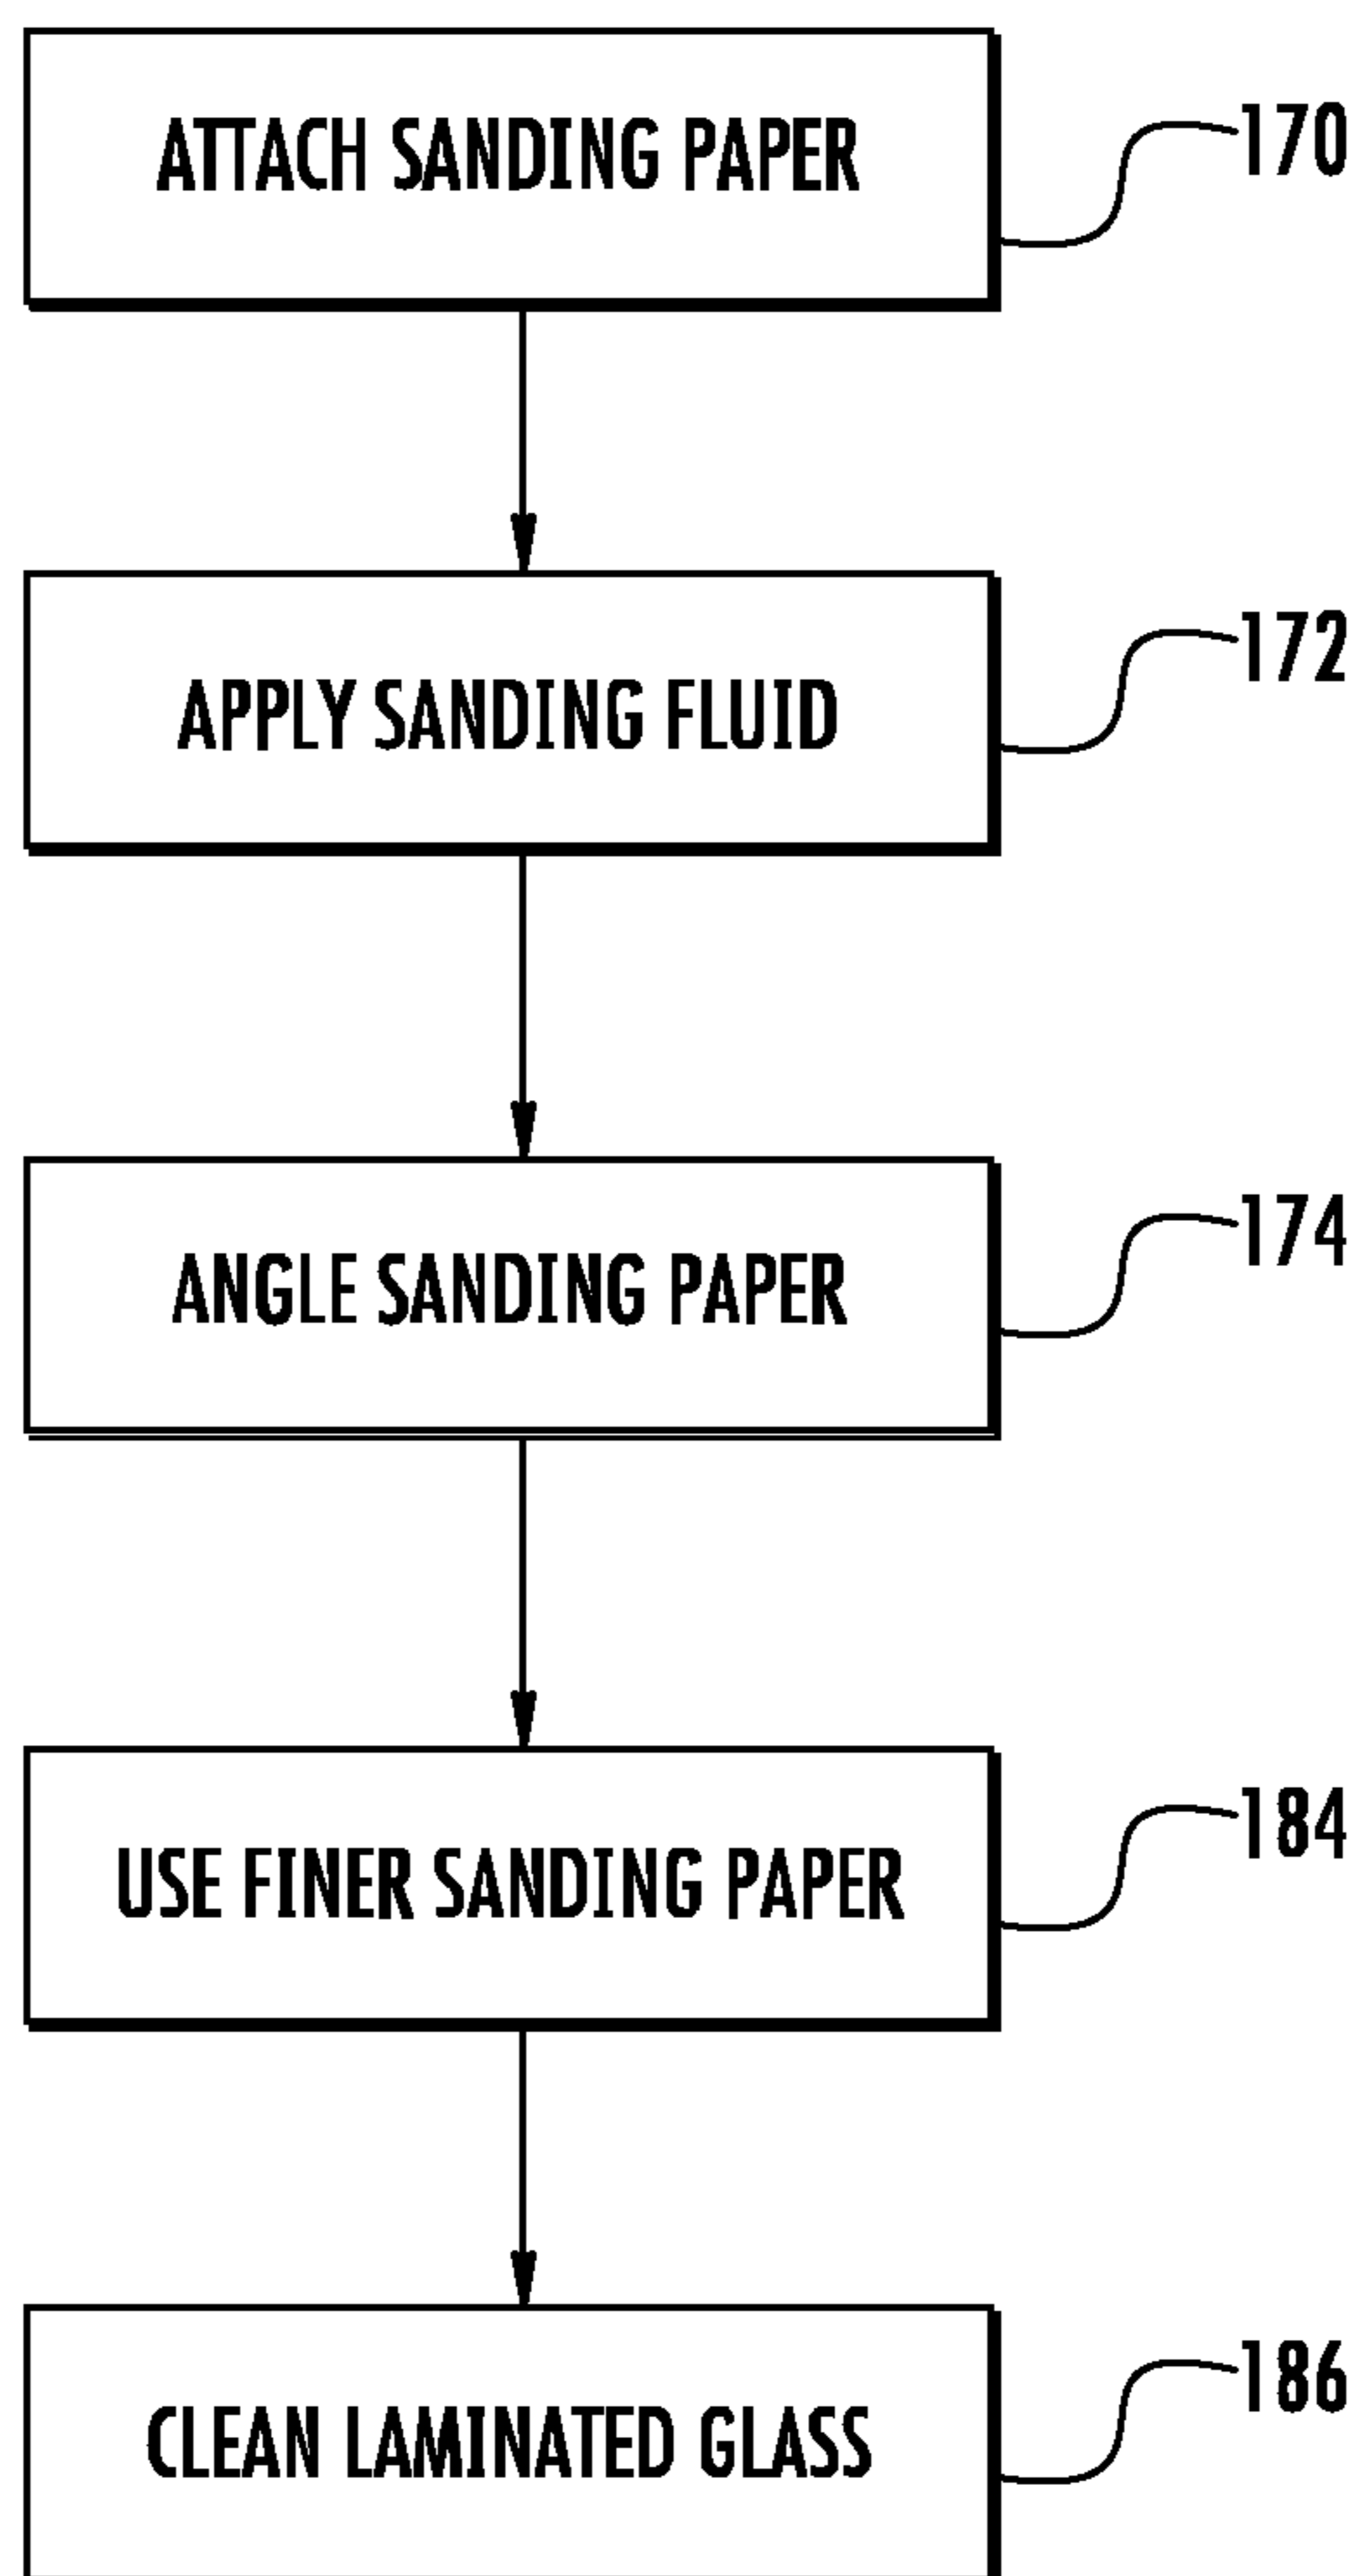 ATTACH SANDING PAPER
170
APPLY SANDING FLUID
172
ANGLE SANDING PAPER
174
USE FINER SANDING PAPER
184
CLEAN LAMINATED GLASS
186